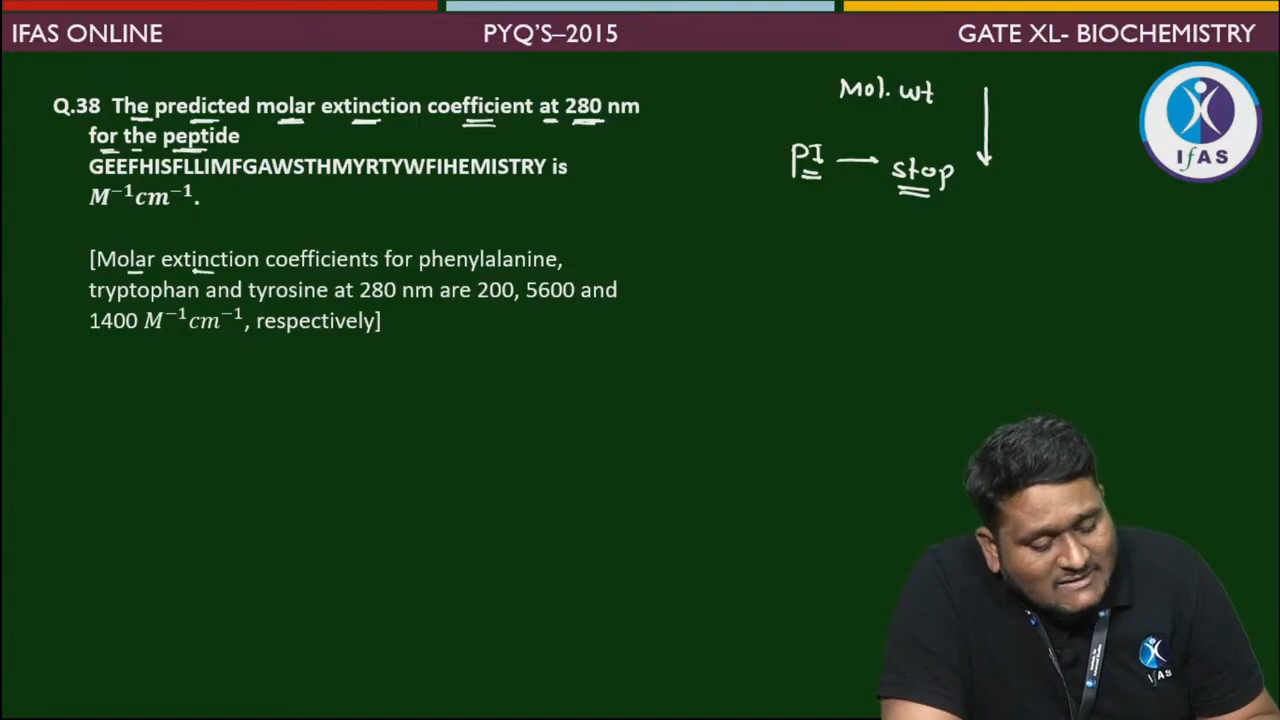 IFAS ONLINE
PYQ'S–2015
GATE XL- BIOCHEMISTRY
Q.38 The predicted molar extinction coefficient at 280 nm
for the peptide
GEEFHISFLLIMFGAWSTHMYRTYWFIHEMISTRY is
M⁻¹cm⁻¹.
[Molar extinction coefficients for phenylalanine,
tryptophan and tyrosine at 280 nm are 200, 5600 and
1400 M⁻¹cm⁻¹, respectively]
Mol. wt
PI → stop
IfAS
IfAS